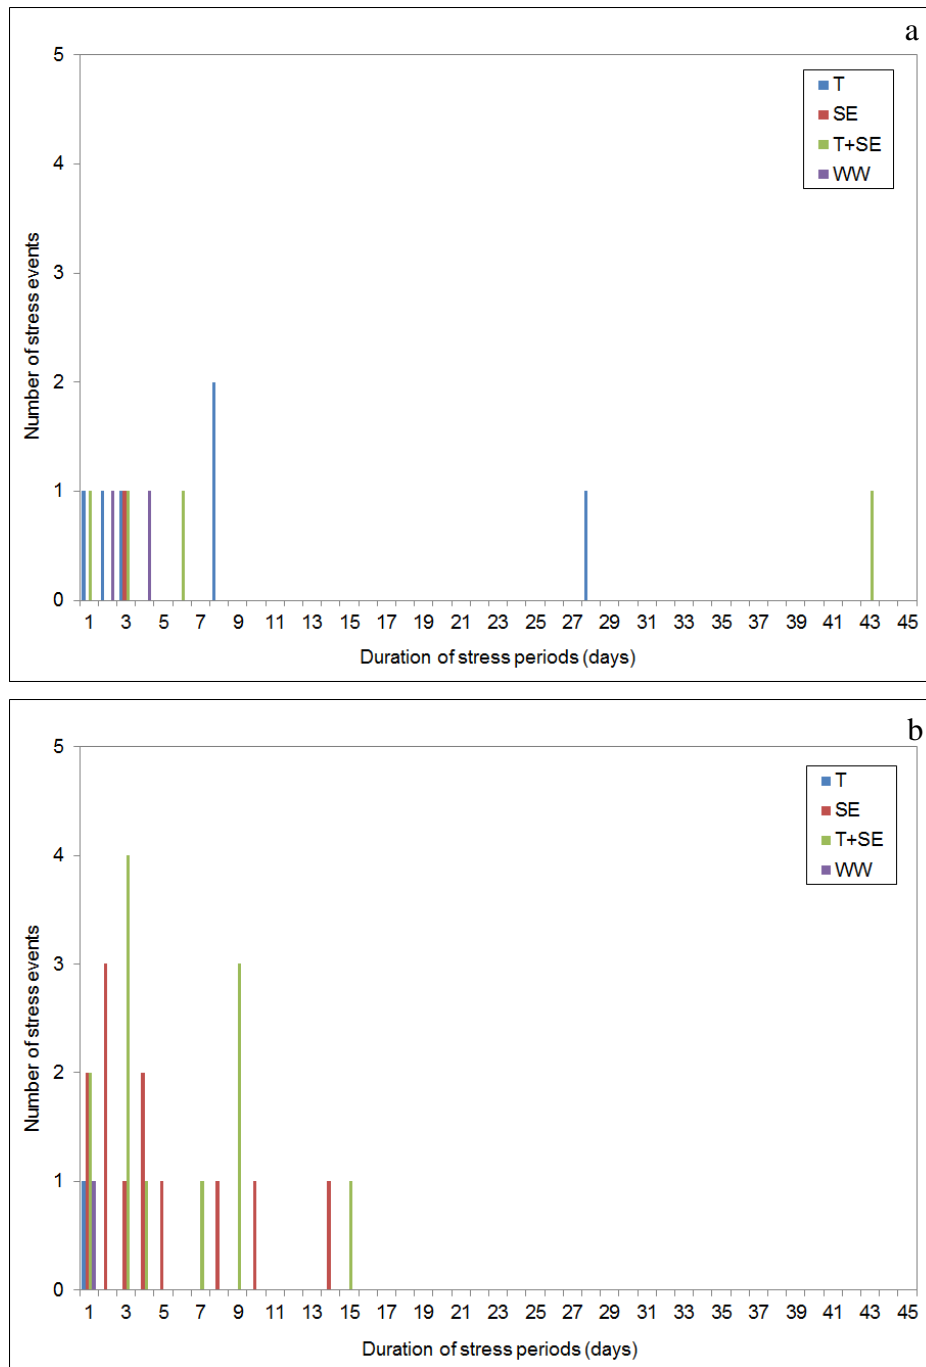 a
5
4
3
2
1
0
Number of stress events
T
SE
T+SE
WW
1 3 5 7 9 11 13 15 17 19 21 23 25 27 29 31 33 35 37 39 41 43 45
Duration of stress periods (days)
b
5
4
3
2
1
0
Number of stress events
T
SE
T+SE
WW
1 3 5 7 9 11 13 15 17 19 21 23 25 27 29 31 33 35 37 39 41 43 45
Duration of stress periods (days)